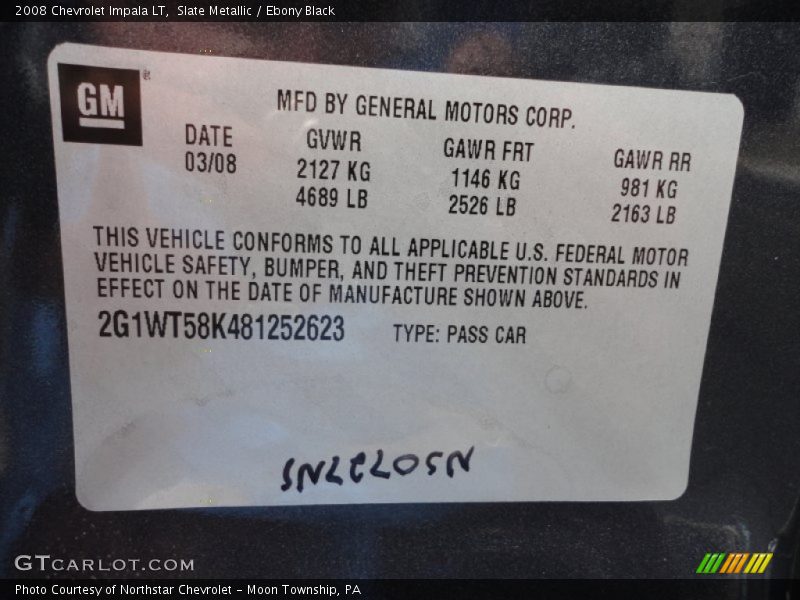 2008 Chevrolet Impala LT, Slate Metallic / Ebony Black
GM
MFD BY GENERAL MOTORS CORP.
DATE GVWR GAWR FRT GAWR RR
03/08 2127 KG 1146 KG 981 KG
4689 LB 2526 LB 2163 LB
THIS VEHICLE CONFORMS TO ALL APPLICABLE U.S. FEDERAL MOTOR
VEHICLE SAFETY, BUMPER, AND THEFT PREVENTION STANDARDS IN
EFFECT ON THE DATE OF MANUFACTURE SHOWN ABOVE.
2G1WT58K481252623 TYPE: PASS CAR
GTCARLOT.COM
Photo Courtesy of Northstar Chevrolet - Moon Township, PA